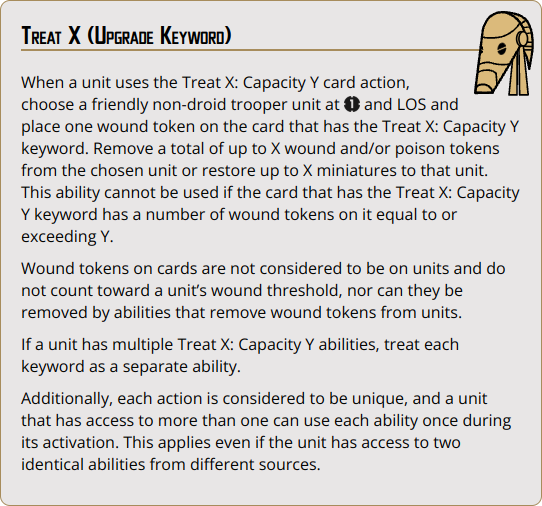 Treat X (Upgrade Keyword)
When a unit uses the Treat X: Capacity Y card action,
choose a friendly non-droid trooper unit at 1 and LOS and
place one wound token on the card that has the Treat X: Capacity Y
keyword. Remove a total of up to X wound and/or poison tokens
from the chosen unit or restore up to X miniatures to that unit.
This ability cannot be used if the card that has the Treat X: Capacity
Y keyword has a number of wound tokens on it equal to or
exceeding Y.
Wound tokens on cards are not considered to be on units and do
not count toward a unit’s wound threshold, nor can they be
removed by abilities that remove wound tokens from units.
If a unit has multiple Treat X: Capacity Y abilities, treat each
keyword as a separate ability.
Additionally, each action is considered to be unique, and a unit
that has access to more than one can use each ability once during
its activation. This applies even if the unit has access to two
identical abilities from different sources.